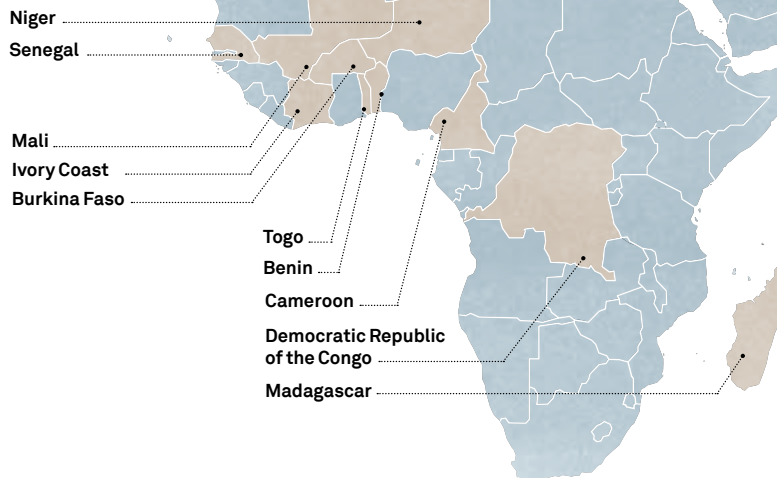 Niger
Senegal
Mali
Ivory Coast
Burkina Faso
Togo
Benin
Cameroon
Democratic Republic
of the Congo
Madagascar